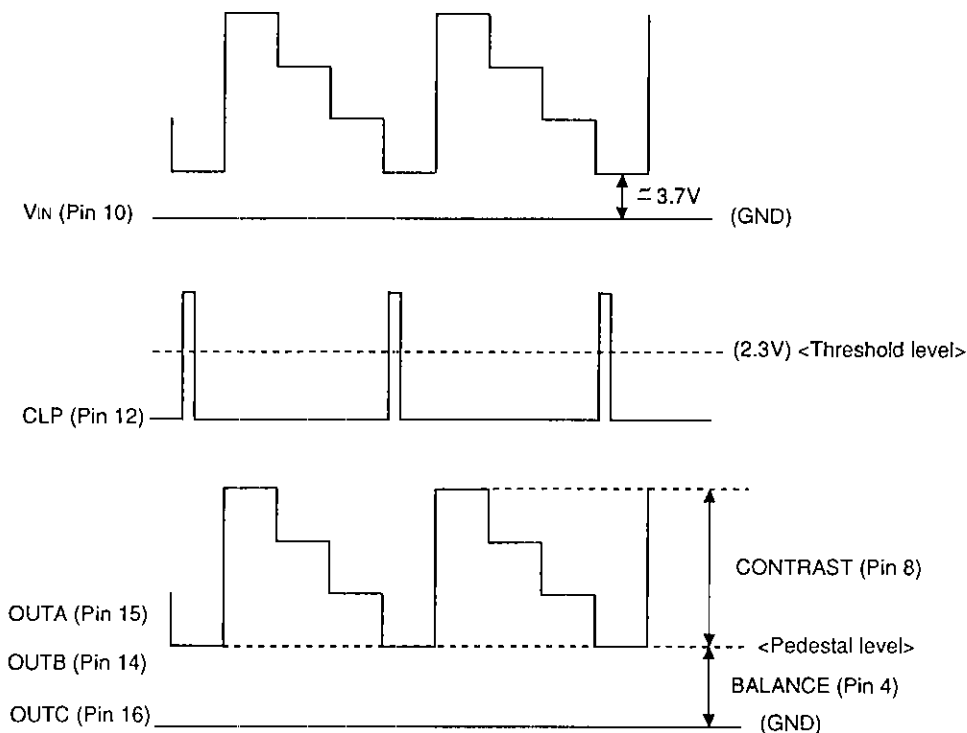 ≃ 3.7V
VIN (Pin 10)
(GND)
(2.3V) <Threshold level>
CLP (Pin 12)
CONTRAST (Pin 8)
OUTA (Pin 15)
<Pedestal level>
OUTB (Pin 14)
BALANCE (Pin 4)
OUTC (Pin 16)
(GND)